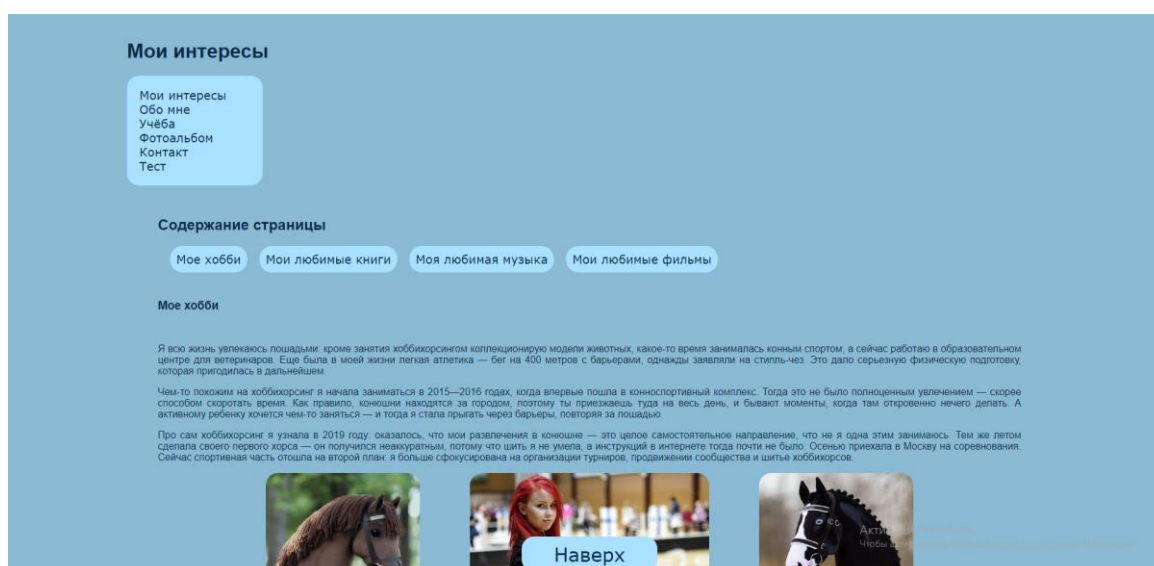 Мои интересы
Мои интересы
Обо мне
Учёба
Фотоальбом
Контакт
Тест
Содержание страницы
Мое хобби
Мои любимые книги
Моя любимая музыка
Мои любимые фильмы
Мое хобби
Я всю жизнь увлекаюсь лошадьми: кроме занятия хоббихорсингом коллекционирую модели животных, какое-то время занималась конным спортом, а сейчас работаю в образовательном
центре для ветеринаров. Еще была в моей жизни легкая атлетика — бег на 400 метров с барьерами, однажды заявляли на стипль-чез. Это дало серьезную физическую подготовку,
которая пригодилась в дальнейшем.
Чем-то похожим на хоббихорсинг я начала заниматься в 2015—2016 годах, когда впервые пошла в конноспортивный комплекс. Тогда это не было полноценным увлечением — скорее
способом скоротать время. Как правило, конюшни находятся за городом, поэтому ты приезжаешь туда на весь день, и бывают моменты, когда там откровенно нечего делать. А
активному ребенку хочется чем-то заняться — и тогда я стала прыгать через барьеры, повторяя за лошадью.
Про сам хоббихорсинг я узнала в 2019 году: оказалось, что мои развлечения в конюшне — это целое самостоятельное направление, что не я одна этим занимаюсь. Тем же летом
сделала своего первого хорса — он получился неаккуратным, потому что шить я не умела, а инструкций в интернете тогда почти не было. Осенью приехала в Москву на соревнования.
Сейчас спортивная часть отошла на второй план: я больше сфокусирована на организации турниров, продвижении сообщества и шитье хоббихорсов.
Наверх